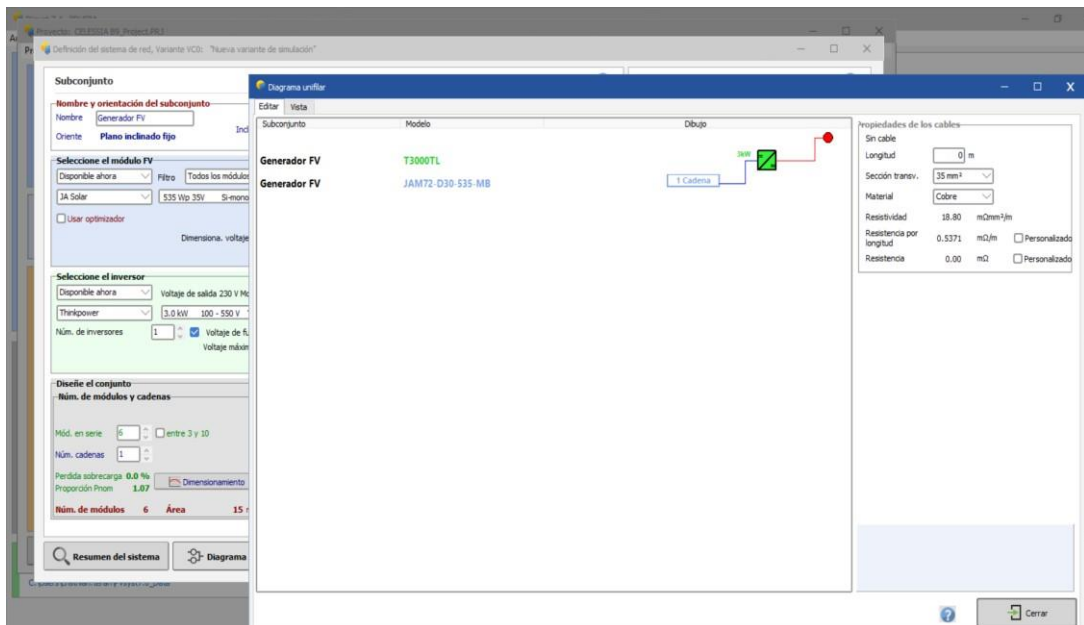 Proyecto: CELESSIA B9_Project.PRJ
Definición del sistema de red, Variante VC0: "Nueva variante de simulación"
Subconjunto
Nombre y orientación del subconjunto
Nombre Generador FV
Oriente Plano inclinado fijo
Seleccione el módulo FV
Disponible ahora Filtro Todos los módulos
JA Solar 535 Wp 35V Si-mono
Usar optimizador
Dimensiona. voltaje
Seleccione el inversor
Disponible ahora Voltaje de salida 230 V Mo
Thinkpower 3.0 kW 100 - 550 V
Núm. de inversores 1 Voltaje de fu
Voltaje máxim
Diseñe el conjunto
Núm. de módulos y cadenas
Mód. en serie 6 entre 3 y 10
Núm. cadenas 1
Perdida sobrecarga 0.0 %
Proporción Pnom 1.07 Dimensionamiento
Núm. de módulos 6 Área 15
Resumen del sistema Diagrama
Diagrama unifilar
Editar Vista
Subconjunto Modelo Dibujo
Generador FV T3000TL 3kW
Generador FV JAM72-D30-535-MB 1 Cadena
Propiedades de los cables
Sin cable
Longitud 0 m
Sección transv. 35 mm²
Material Cobre
Resistividad 18.80 mΩmm²/m
Resistencia por longitud 0.5371 mΩ/m Personalizado
Resistencia 0.00 mΩ Personalizado
Cerrar